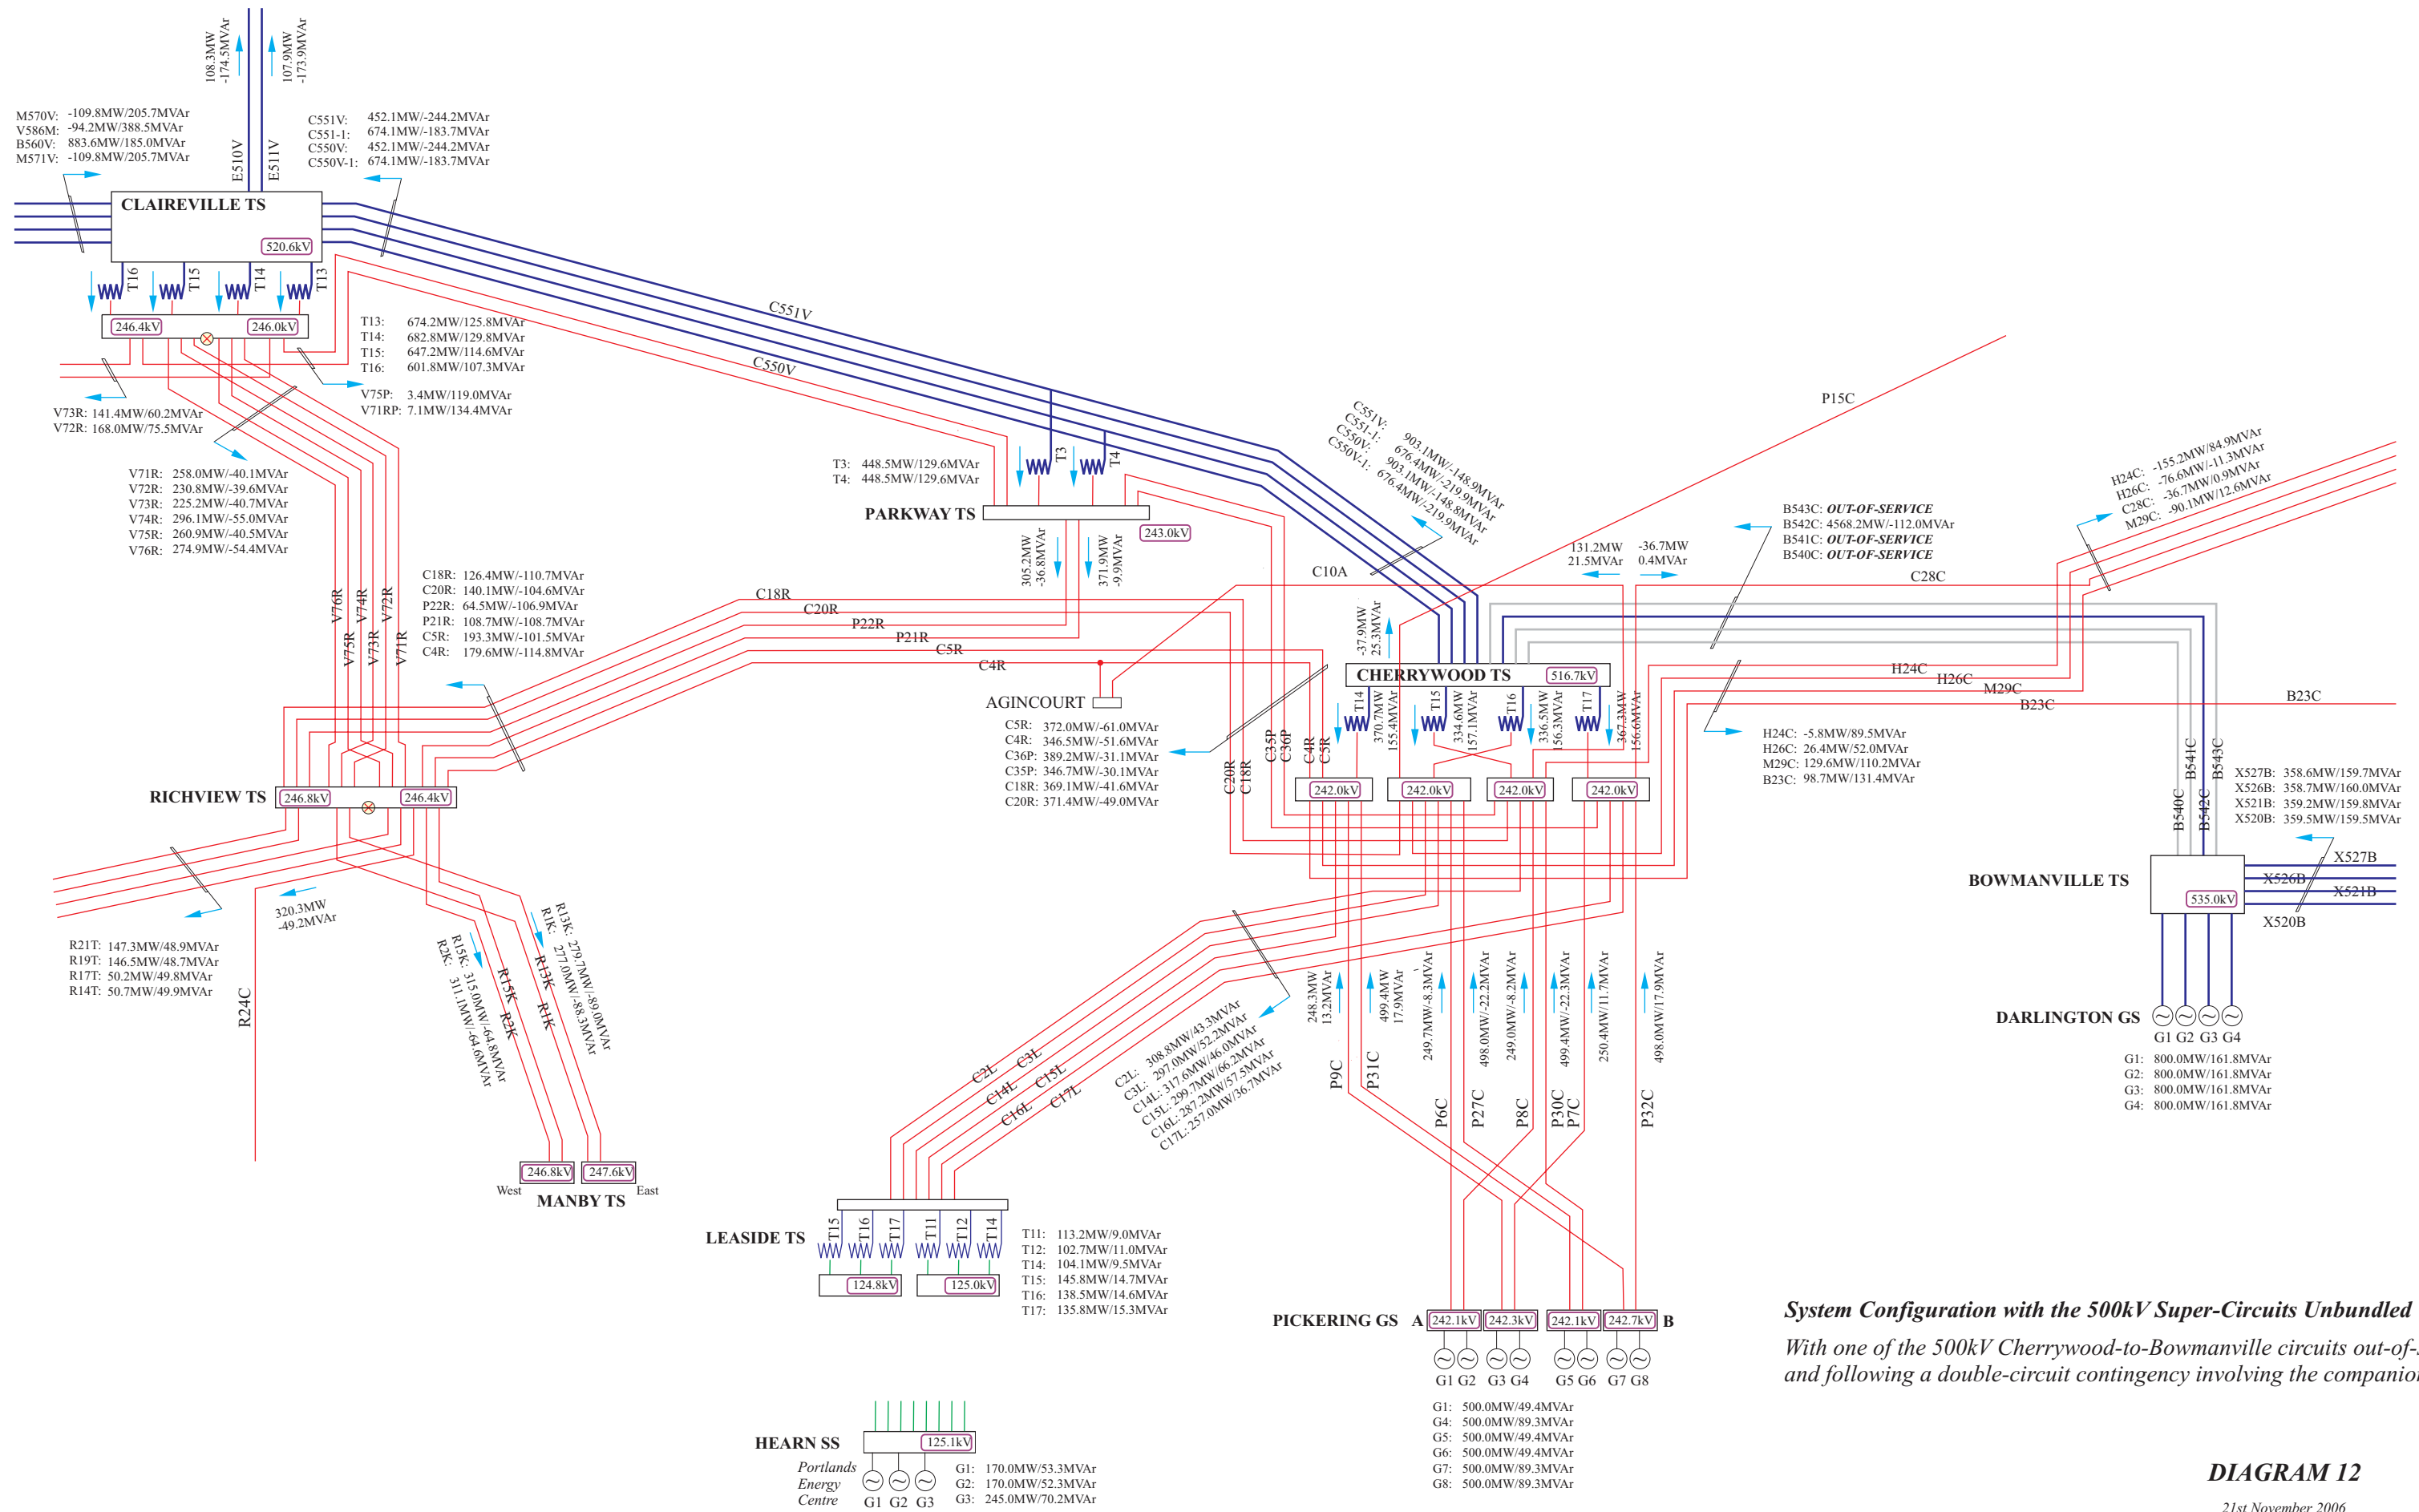 108.3MW
-174.5MVAr
107.9MW
-173.9MVAr
E510V
E511V
M570V: -109.8MW/205.7MVAr
V586M: -94.2MW/388.5MVAr
B560V: 883.6MW/185.0MVAr
M571V: -109.8MW/205.7MVAr
C551V: 452.1MW/-244.2MVAr
C551-1: 674.1MW/-183.7MVAr
C550V: 452.1MW/-244.2MVAr
C550V-1: 674.1MW/-183.7MVAr
CLAIREVILLE TS
520.6kV
T16
T15
T14
T13
246.4kV
246.0kV
T13: 674.2MW/125.8MVAr
T14: 682.8MW/129.8MVAr
T15: 647.2MW/114.6MVAr
T16: 601.8MW/107.3MVAr
V75P: 3.4MW/119.0MVAr
V71RP: 7.1MW/134.4MVAr
V73R: 141.4MW/60.2MVAr
V72R: 168.0MW/75.5MVAr
V71R: 258.0MW/-40.1MVAr
V72R: 230.8MW/-39.6MVAr
V73R: 225.2MW/-40.7MVAr
V74R: 296.1MW/-55.0MVAr
V75R: 260.9MW/-40.5MVAr
V76R: 274.9MW/-54.4MVAr
C551V
C550V
T3: 448.5MW/129.6MVAr
T4: 448.5MW/129.6MVAr
T3
T4
PARKWAY TS
243.0kV
305.2MW
-36.8MVAr
371.9MW
-9.9MVAr
C551V: 903.1MW/-148.9MVAr
C551-1: 676.4MW/-219.9MVAr
C550V: 903.1MW/-148.8MVAr
C550V-1: 676.4MW/-219.9MVAr
P15C
H24C: -155.2MW/84.9MVAr
H26C: -76.6MW/-11.3MVAr
C28C: -36.7MW/0.9MVAr
M29C: -90.1MW/12.6MVAr
B543C: OUT-OF-SERVICE
B542C: 4568.2MW/-112.0MVAr
B541C: OUT-OF-SERVICE
B540C: OUT-OF-SERVICE
131.2MW
21.5MVAr
-36.7MW
0.4MVAr
C10A
C28C
C18R: 126.4MW/-110.7MVAr
C20R: 140.1MW/-104.6MVAr
P22R: 64.5MW/-106.9MVAr
P21R: 108.7MW/-108.7MVAr
C5R: 193.3MW/-101.5MVAr
C4R: 179.6MW/-114.8MVAr
V76R
V75R
V74R
V73R
V72R
V71R
C18R
C20R
P22R
P21R
C5R
C4R
-37.9MW
25.3MVAr
CHERRYWOOD TS
516.7kV
H24C
H26C
M29C
B23C
B23C
AGINCOURT
C5R: 372.0MW/-61.0MVAr
C4R: 346.5MW/-51.6MVAr
C36P: 389.2MW/-31.1MVAr
C35P: 346.7MW/-30.1MVAr
C18R: 369.1MW/-41.6MVAr
C20R: 371.4MW/-49.0MVAr
C20R
C18R
C35P
C36P
C4R
C5R
T14
370.7MW
155.4MVAr
T15
334.6MW
157.1MVAr
T16
336.5MW
156.3MVAr
T17
367.3MW
156.6MVAr
242.0kV
242.0kV
242.0kV
242.0kV
H24C: -5.8MW/89.5MVAr
H26C: 26.4MW/52.0MVAr
M29C: 129.6MW/110.2MVAr
B23C: 98.7MW/131.4MVAr
B540C
B541C
B542C
B543C
X527B: 358.6MW/159.7MVAr
X526B: 358.7MW/160.0MVAr
X521B: 359.2MW/159.8MVAr
X520B: 359.5MW/159.5MVAr
RICHVIEW TS
246.8kV
246.4kV
BOWMANVILLE TS
535.0kV
X527B
X526B
X521B
X520B
320.3MW
-49.2MVAr
R21T: 147.3MW/48.9MVAr
R19T: 146.5MW/48.7MVAr
R17T: 50.2MW/49.8MVAr
R14T: 50.7MW/49.9MVAr
R24C
R15K: 315.0MW/-64.8MVAr
R2K: 311.1MW/-64.6MVAr
R13K: 279.7MW/-89.0MVAr
R1K: 277.0MW/-88.3MVAr
R15K
R2K
R13K
R1K
246.8kV
247.6kV
West
East
MANBY TS
C2L
C3L
C14L
C15L
C16L
C17L
C2L: 308.8MW/43.3MVAr
C3L: 297.0MW/52.2MVAr
C14L: 317.6MW/46.0MVAr
C15L: 299.7MW/66.2MVAr
C16L: 287.2MW/57.5MVAr
C17L: 257.0MW/36.7MVAr
248.3MW
13.2MVAr
499.4MW
17.9MVAr
249.7MW/-8.3MVAr
498.0MW/-22.2MVAr
249.0MW/-8.2MVAr
499.4MW/-22.3MVAr
250.4MW/11.7MVAr
498.0MW/17.9MVAr
P9C
P31C
P6C
P27C
P8C
P30C
P7C
P32C
DARLINGTON GS
G1 G2 G3 G4
G1: 800.0MW/161.8MVAr
G2: 800.0MW/161.8MVAr
G3: 800.0MW/161.8MVAr
G4: 800.0MW/161.8MVAr
LEASIDE TS
T15
T16
T17
T11
T12
T14
124.8kV
125.0kV
T11: 113.2MW/9.0MVAr
T12: 102.7MW/11.0MVAr
T14: 104.1MW/9.5MVAr
T15: 145.8MW/14.7MVAr
T16: 138.5MW/14.6MVAr
T17: 135.8MW/15.3MVAr
PICKERING GS A
242.1kV
242.3kV
242.1kV
242.7kV
B
G1 G2 G3 G4 G5 G6 G7 G8
G1: 500.0MW/49.4MVAr
G4: 500.0MW/89.3MVAr
G5: 500.0MW/49.4MVAr
G6: 500.0MW/49.4MVAr
G7: 500.0MW/89.3MVAr
G8: 500.0MW/89.3MVAr
System Configuration with the 500kV Super-Circuits Unbundled
With one of the 500kV Cherrywood-to-Bowmanville circuits out-of-
and following a double-circuit contingency involving the companion
HEARN SS
125.1kV
Portlands
Energy
Centre
G1 G2 G3
G1: 170.0MW/53.3MVAr
G2: 170.0MW/52.3MVAr
G3: 245.0MW/70.2MVAr
DIAGRAM 12
21st November 2006